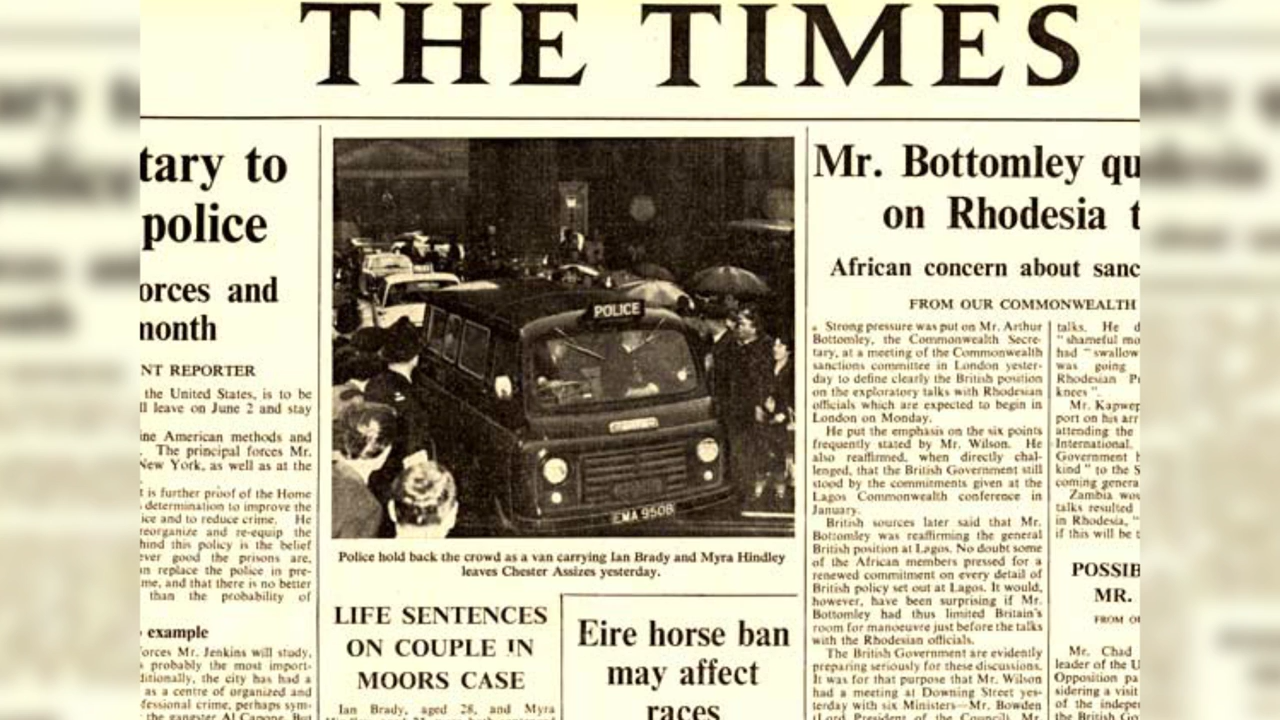 THE TIMES
tary to
police
orces and
month
NT REPORTER
the United States, is to be
ll leave on June 2 and stay
ine American methods and
. The principal forces Mr.
New York, as well as at the
t is further proof of the Home
determination to improve the
ice and to reduce crime. He
reorganize and re-equip the
hind this policy is the belief
ever good the prisons are,
n replace the police in pre-
me, and that there is no better
than the probability of
example
orces Mr. Jenkins will study,
probably the most import-
ditionally, the city has had a
as a centre of organized and
fessional crime, perhaps sym-
the gangster Al Capone. But
POLICE
EMA 950B
Police hold back the crowd as a van carrying Ian Brady and Myra Hindley
leaves Chester Assizes yesterday.
LIFE SENTENCES
ON COUPLE IN
MOORS CASE
Ian Brady, aged 28, and Myra
Eire horse ban
may affect
races
Mr. Bottomley qu
on Rhodesia t
African concern about sanc
FROM OUR COMMONWEALTH
Strong pressure was put on Mr. Arthur
Bottomley, the Commonwealth Secre-
tary, at a meeting of the Commonwealth
sanctions committee in London yester-
day to define clearly the British position
on the exploratory talks with Rhodesian
officials which are expected to begin in
London on Monday.
He put the emphasis on the six points
frequently stated by Mr. Wilson. He
also reaffirmed, when directly chal-
lenged, that the British Government still
stood by the commitments given at the
Lagos Commonwealth conference in
January.
British sources later said that Mr.
Bottomley was reaffirming the general
British position at Lagos. No doubt some
of the African members pressed for a
renewed commitment on every detail of
British policy set out at Lagos. It would,
however, have been surprising if Mr.
Bottomley had thus limited Britain's
room for manoeuvre just before the talks
with the Rhodesian officials.
The British Government are evidently
preparing seriously for these discussions.
It was for that purpose that Mr. Wilson
had a meeting at Downing Street yes-
terday with six Ministers—Mr. Bowden
(Lord President of the Council), Mr.
talks. He d
"shameful mo
had "swallow
was going
Rhodesian Pr
knees".
Mr. Kapwep
port on his arr
attending the
International.
Government h
kind" to the S
coming genera
Zambia wou
talks resulted
in Rhodesia, "
if this will be t
POSSIB
MR.
FROM O
Mr. Chad
leader of the U
Opposition pa
sidering a visit
of the indepen
the British Go